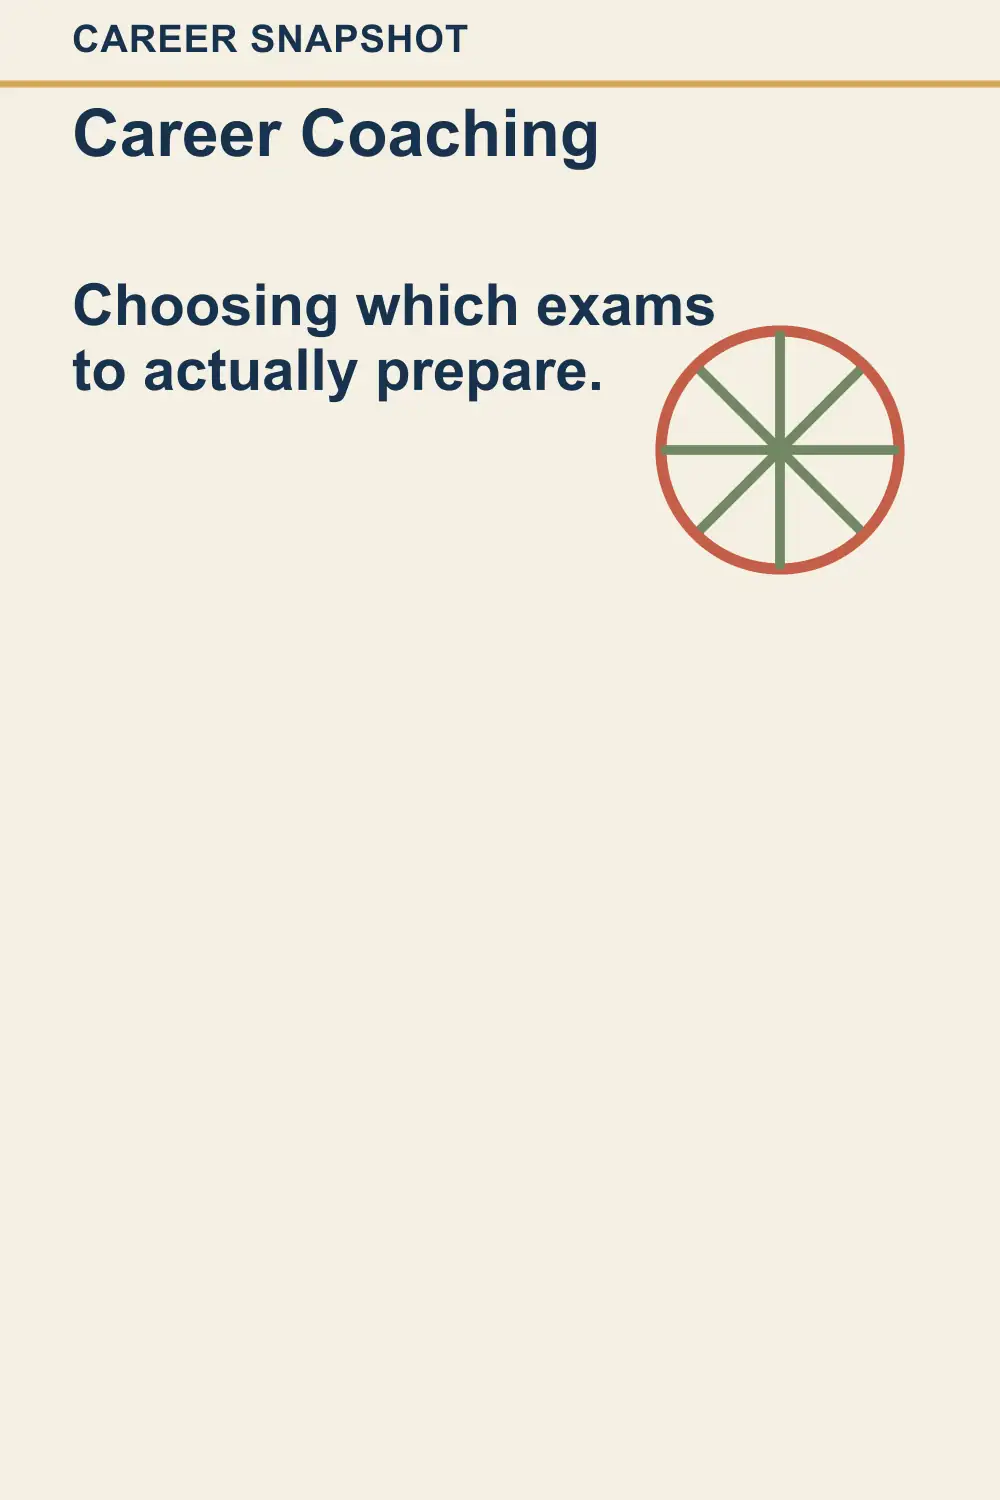 CAREER SNAPSHOT
Career Coaching
Choosing which exams
to actually prepare.